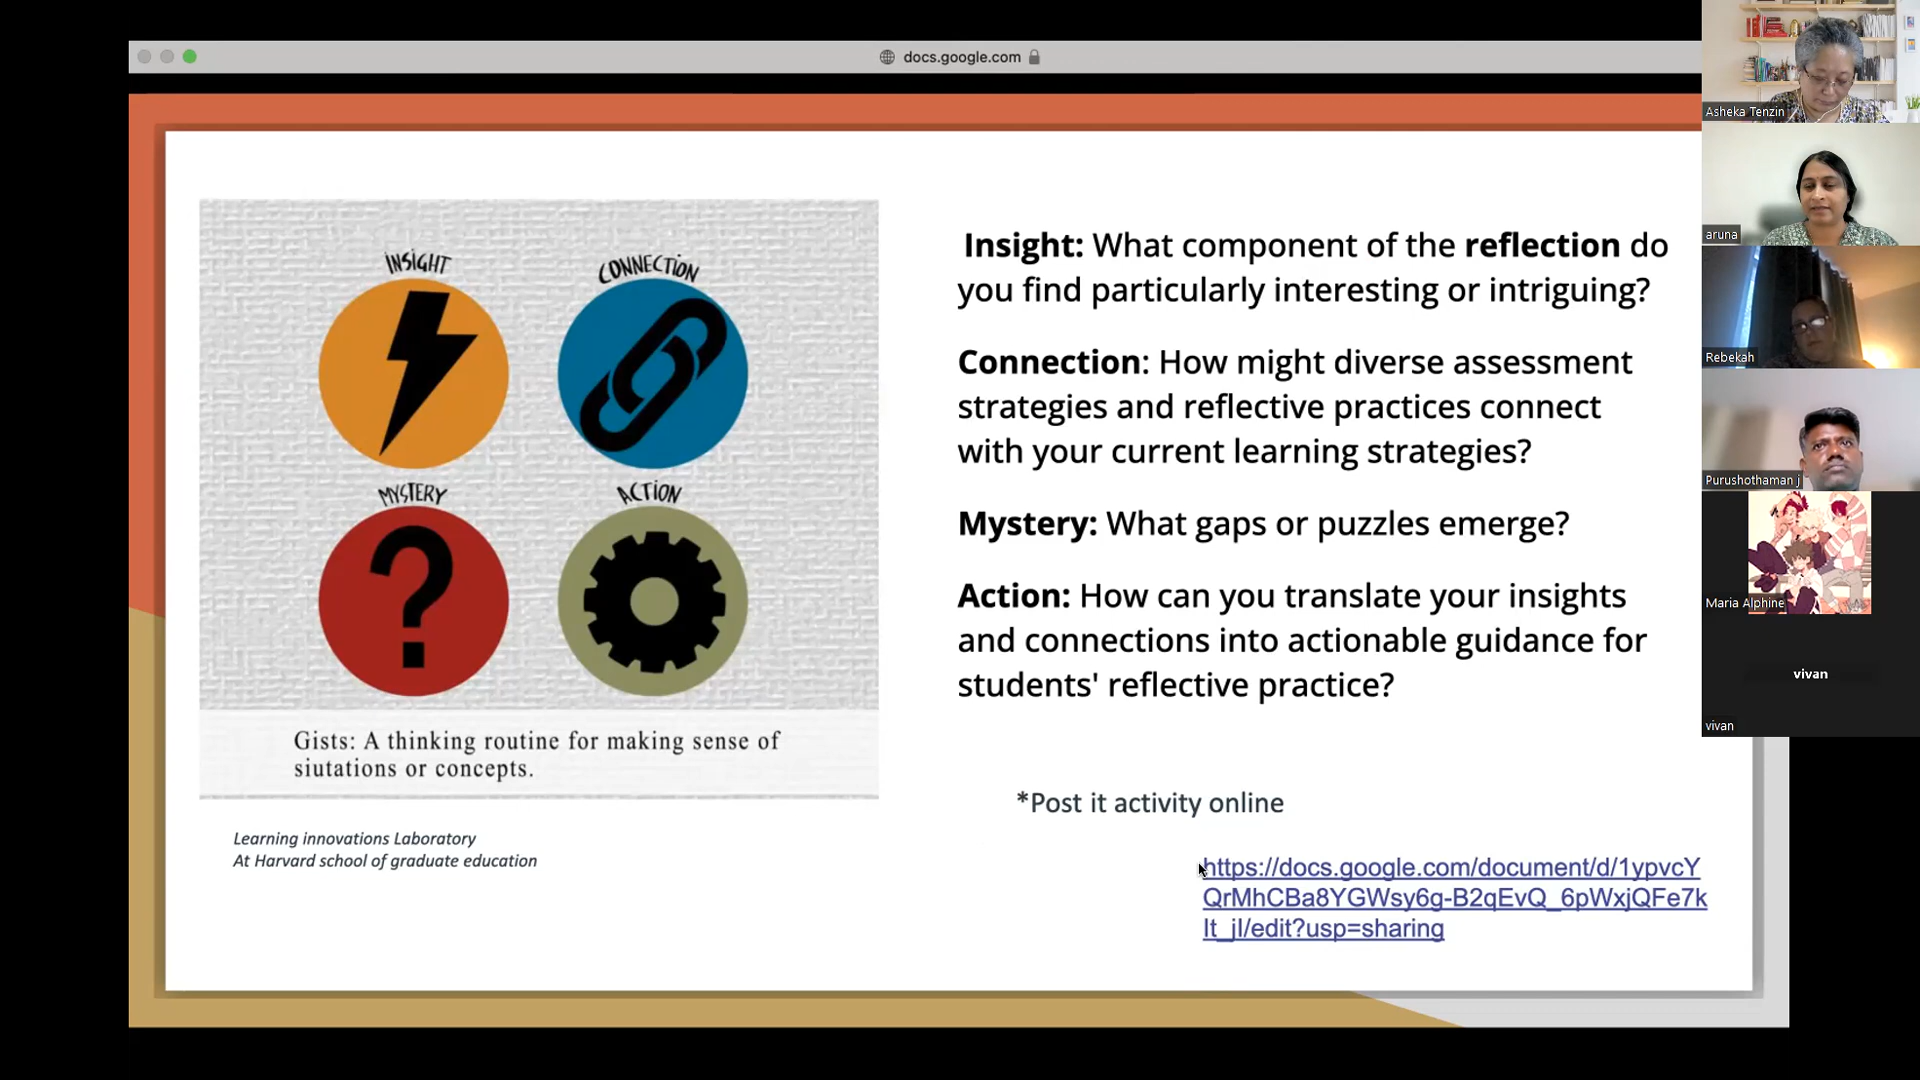 docs.google.com
INSIGHT
CONNECTION
MYSTERY
ACTION
Gists: A thinking routine for making sense of
siutations or concepts.
Learning innovations Laboratory
At Harvard school of graduate education
Insight: What component of the reflection do
you find particularly interesting or intriguing?
Connection: How might diverse assessment
strategies and reflective practices connect
with your current learning strategies?
Mystery: What gaps or puzzles emerge?
Action: How can you translate your insights
and connections into actionable guidance for
students' reflective practice?
*Post it activity online
https://docs.google.com/document/d/1ypvcY
QrMhCBa8YGWsy6g-B2qEvQ_6pWxjQFe7k
It_jI/edit?usp=sharing
Asheka Tenzin
aruna
Rebekah
Purushothaman j
Maria Alphine
vivan
vivan